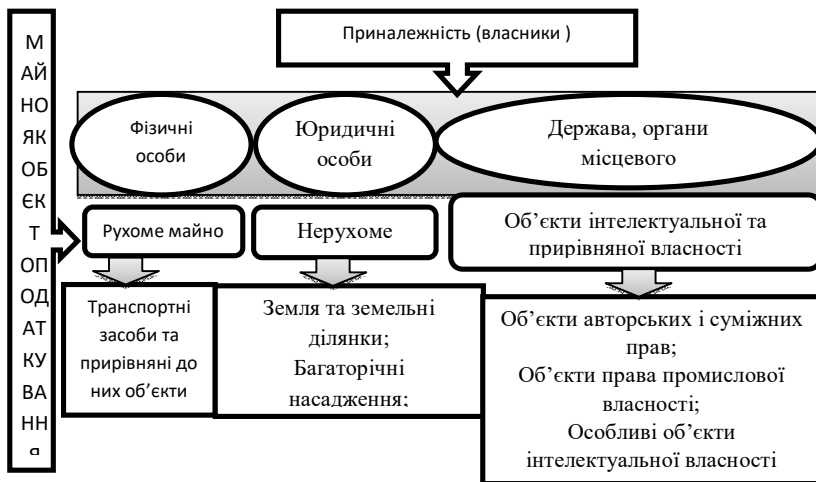 М
АЙ
НО
ЯК
ОБ
ЄК
Т
ОП
ОД
АТ
КУ
ВА
НН
Я
Приналежність (власники )
Фізичні
особи
Юридичні
особи
Держава, органи
місцевого
Рухоме майно
Нерухоме
Об’єкти інтелектуальної та
прирівняної власності
Транспортні
засоби та
прирівняні до
них об’єкти
Земля та земельні
ділянки;
Багаторічні
насадження;
Об’єкти авторських і суміжних
прав;
Об’єкти права промислової
власності;
Особливі об’єкти
інтелектуальної власності